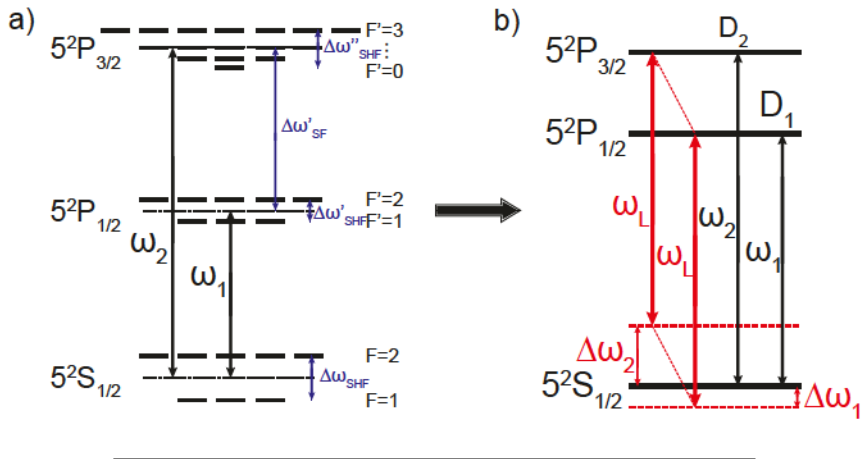 a)
F'=3
5²P₃/₂
Δω''SHF
⋮
F'=0
Δω'SF
5²P₁/₂
F'=2
Δω'SHF
F'=1
ω₂
ω₁
5²S₁/₂
F=2
ΔωSHF
F=1
b)
D₂
5²P₃/₂
D₁
5²P₁/₂
ωL
ωL
ω₂
ω₁
Δω₂
5²S₁/₂
Δω₁